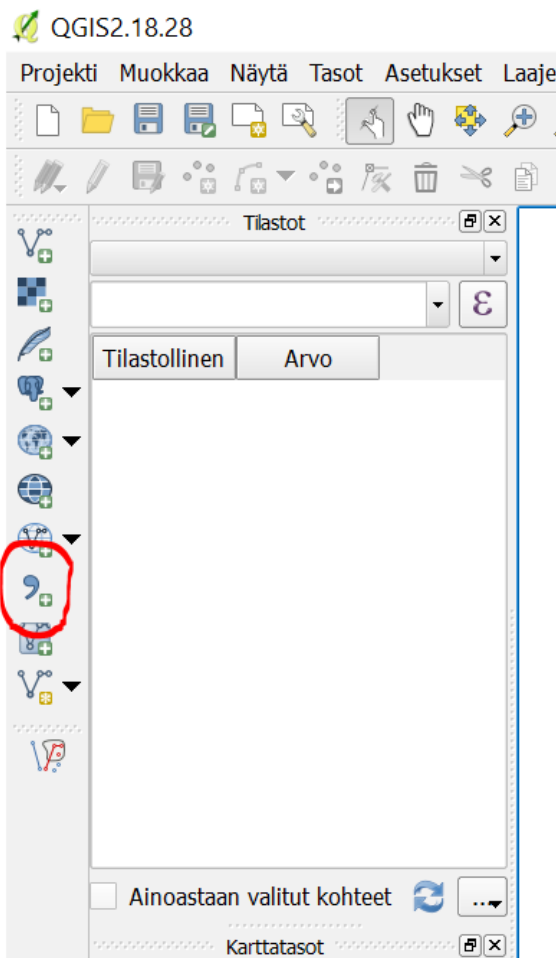 QGIS2.18.28
Projekti Muokkaa Näytä Tasot Asetukset Laaje
Tilastot
ε
Tilastollinen Arvo
Ainoastaan valitut kohteet ...
Karttatasot